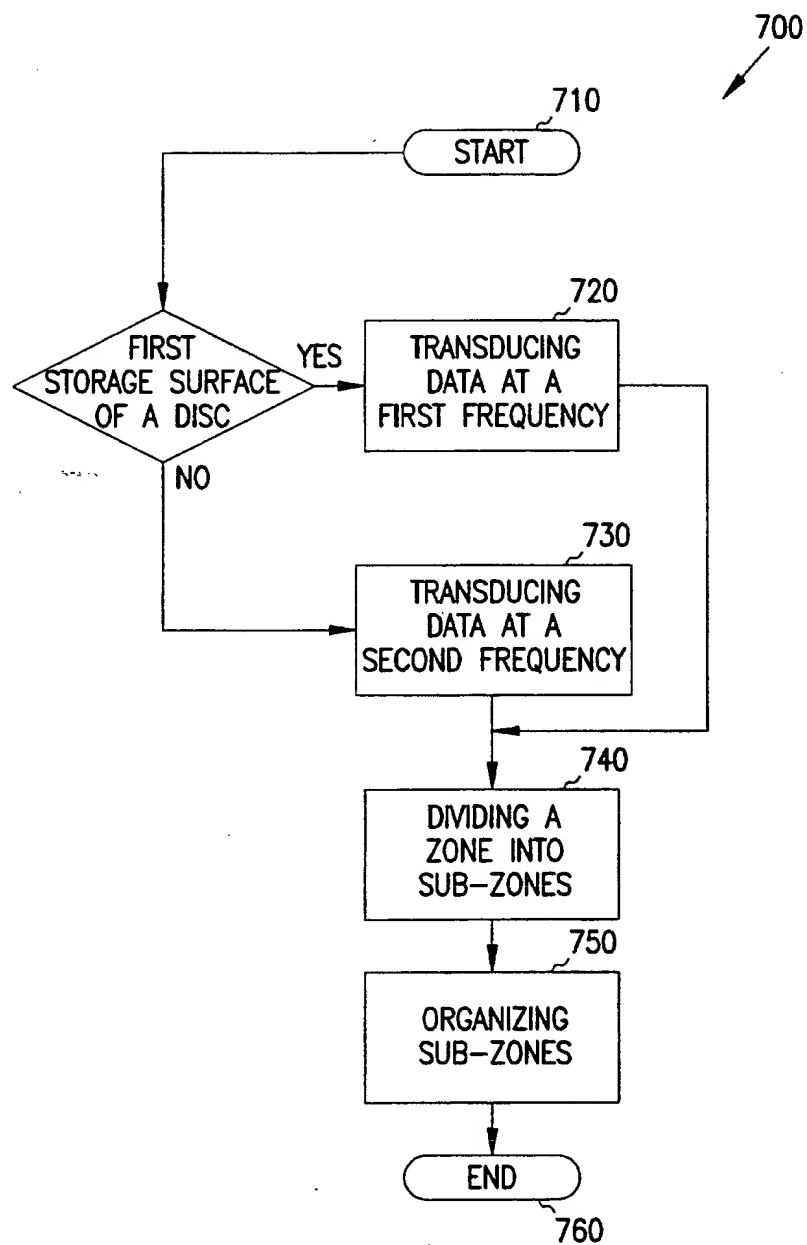 700
710
START
FIRST
STORAGE SURFACE
OF A DISC
YES
NO
720
TRANSDUCING
DATA AT A
FIRST FREQUENCY
730
TRANSDUCING
DATA AT A
SECOND FREQUENCY
740
DIVIDING A
ZONE INTO
SUB-ZONES
750
ORGANIZING
SUB-ZONES
END
760